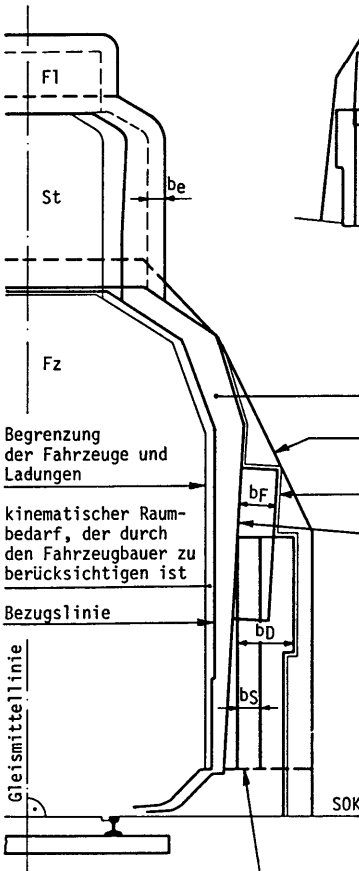 Fl
be
St
Fz
Begrenzung
der Fahrzeuge und
Ladungen
bF
kinematischer Raum-
bedarf, der durch
den Fahrzeugbauer zu
berücksichtigen ist
Bezugslinie
bD
bS
Gleismittellinie
SOK